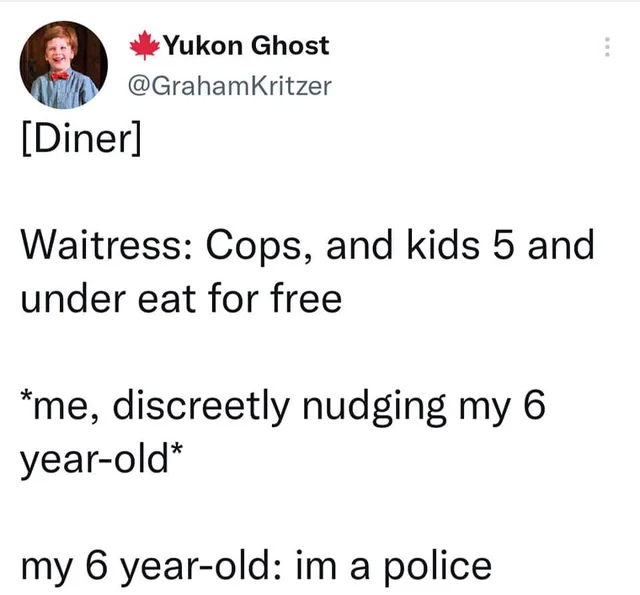 🍁Yukon Ghost
@GrahamKritzer
[Diner]
Waitress: Cops, and kids 5 and
under eat for free
*me, discreetly nudging my 6
year-old*
my 6 year-old: im a police